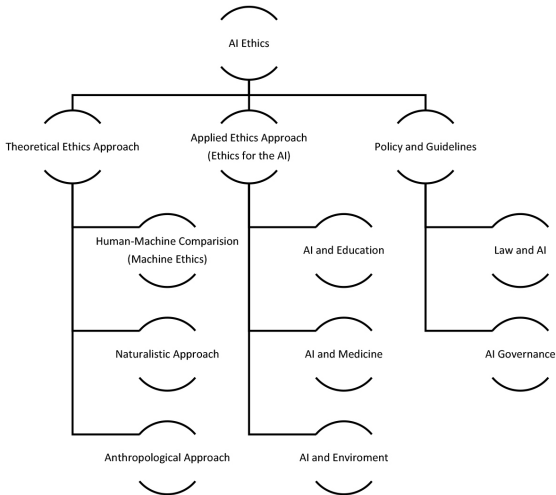 AI Ethics
Theoretical Ethics Approach
Applied Ethics Approach
(Ethics for the AI)
Policy and Guidelines
Human-Machine Comparision
(Machine Ethics)
AI and Education
Law and AI
Naturalistic Approach
AI and Medicine
AI Governance
Anthropological Approach
AI and Enviroment